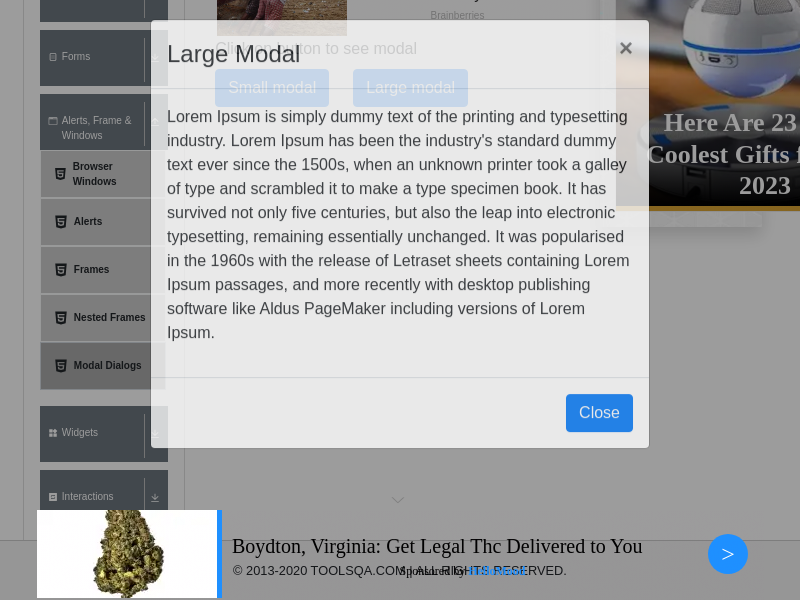 Brainberries
Forms
Click on button to see modal
Large Modal
×
Small modal
Large modal
Alerts, Frame &
Windows
Here Are 23
Coolest Gifts f
2023
Lorem Ipsum is simply dummy text of the printing and typesetting
industry. Lorem Ipsum has been the industry's standard dummy
text ever since the 1500s, when an unknown printer took a galley
of type and scrambled it to make a type specimen book. It has
survived not only five centuries, but also the leap into electronic
typesetting, remaining essentially unchanged. It was popularised
in the 1960s with the release of Letraset sheets containing Lorem
Ipsum passages, and more recently with desktop publishing
software like Aldus PageMaker including versions of Lorem
Ipsum.
Browser
Windows
Alerts
Frames
Nested Frames
Modal Dialogs
Close
Widgets
Interactions
Boydton, Virginia: Get Legal Thc Delivered to You
>
© 2013-2020 TOOLSQA.COM | ALL RIGHTS RESERVED.
Sponsored by